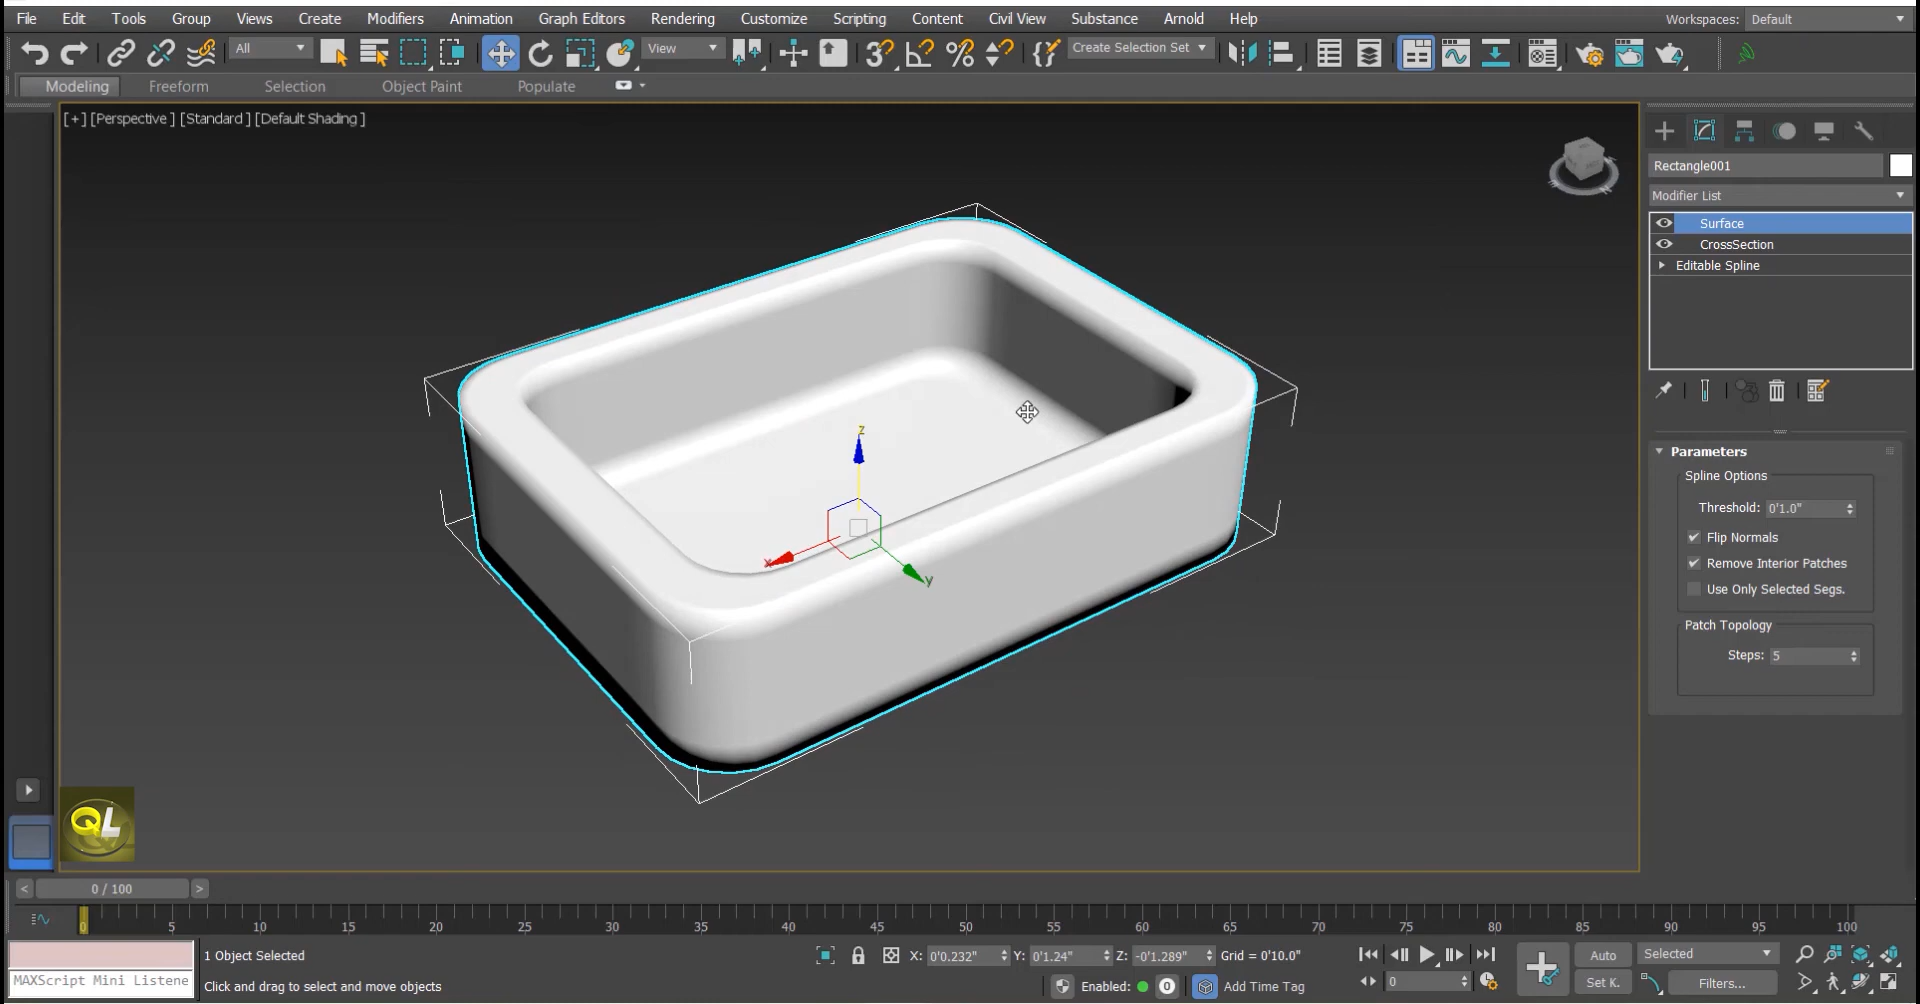 File Edit Tools Group Views Create Modifiers Animation Graph Editors Rendering Customize Scripting Content Civil View Substance Arnold Help Workspaces: Default
All View Create Selection Set
Modeling Freeform Selection Object Paint Populate
[+] [Perspective ] [Standard ] [Default Shading ]
Rectangle001
Modifier List
Surface
CrossSection
Editable Spline
z
x
y
Parameters
Spline Options
Threshold: 0'1.0"
Flip Normals
Remove Interior Patches
Use Only Selected Segs.
Patch Topology
Steps: 5
QL
< 0 / 100 >
0 5 10 15 20 25 30 35 40 45 50 55 60 65 70 75 80 85 90 95 100
1 Object Selected X: 0'0.232" Y: 0'1.24" Z: -0'1.289" Grid = 0'10.0" Auto Selected
MAXScript Mini Listene Click and drag to select and move objects Enabled: 0 Add Time Tag 0 Set K. Filters...